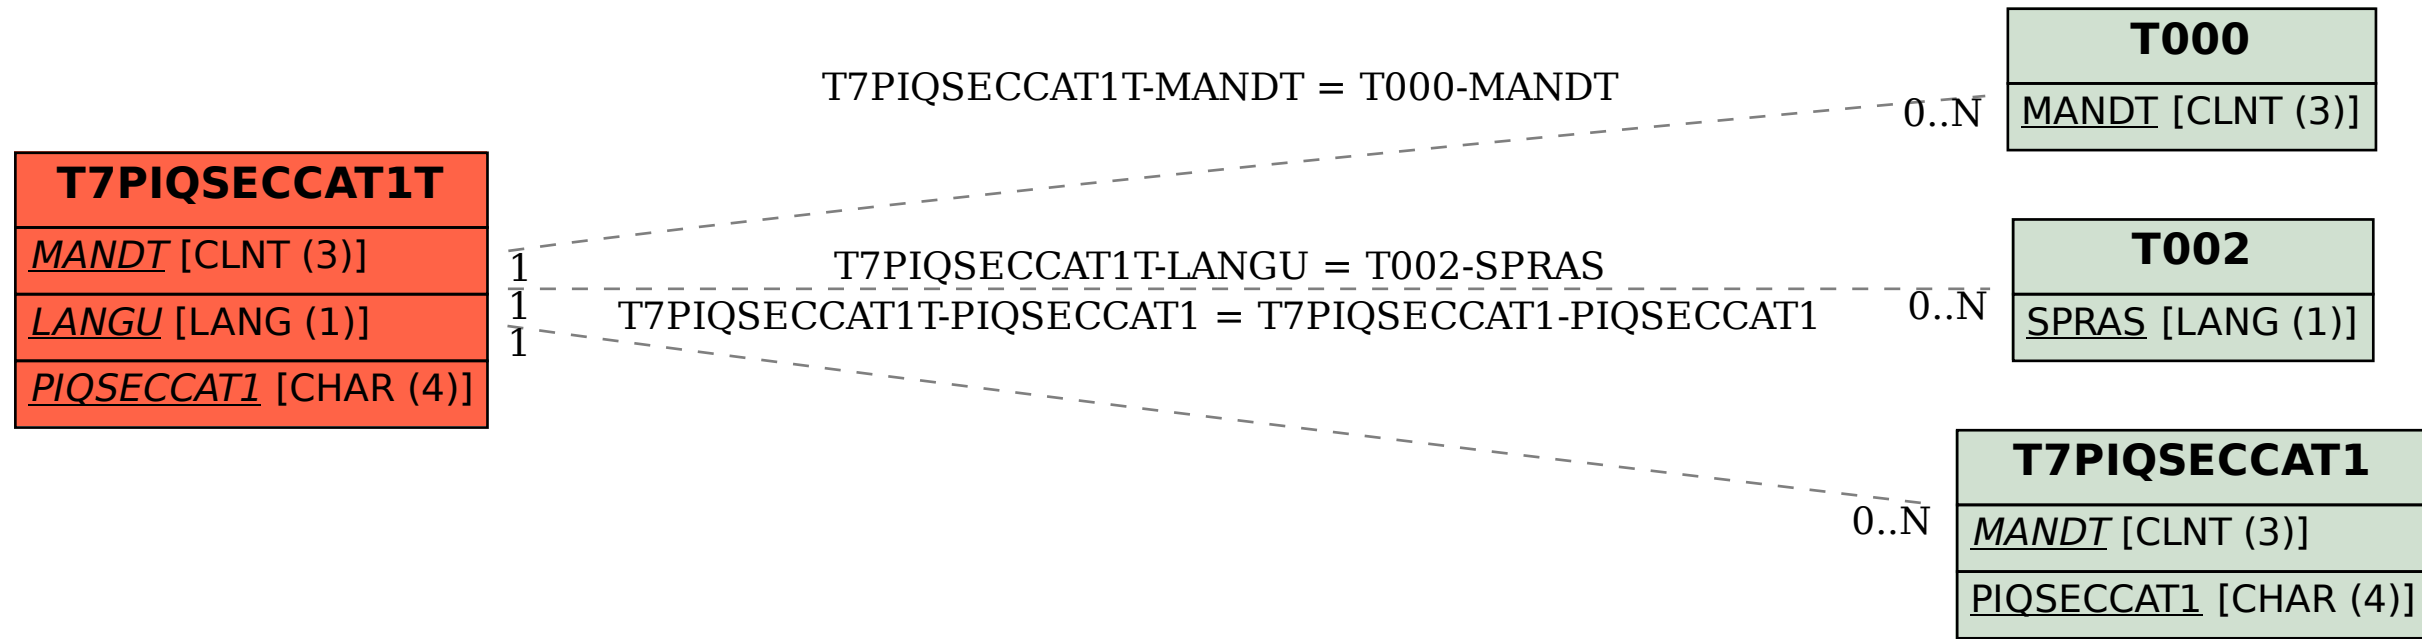 T7PIQSECCAT1T
MANDT [CLNT (3)]
LANGU [LANG (1)]
PIQSECCAT1 [CHAR (4)]
T7PIQSECCAT1T-MANDT = T000-MANDT
1
0..N
T7PIQSECCAT1T-LANGU = T002-SPRAS
1
0..N
T7PIQSECCAT1T-PIQSECCAT1 = T7PIQSECCAT1-PIQSECCAT1
1
0..N
T000
MANDT [CLNT (3)]
T002
SPRAS [LANG (1)]
T7PIQSECCAT1
MANDT [CLNT (3)]
PIQSECCAT1 [CHAR (4)]